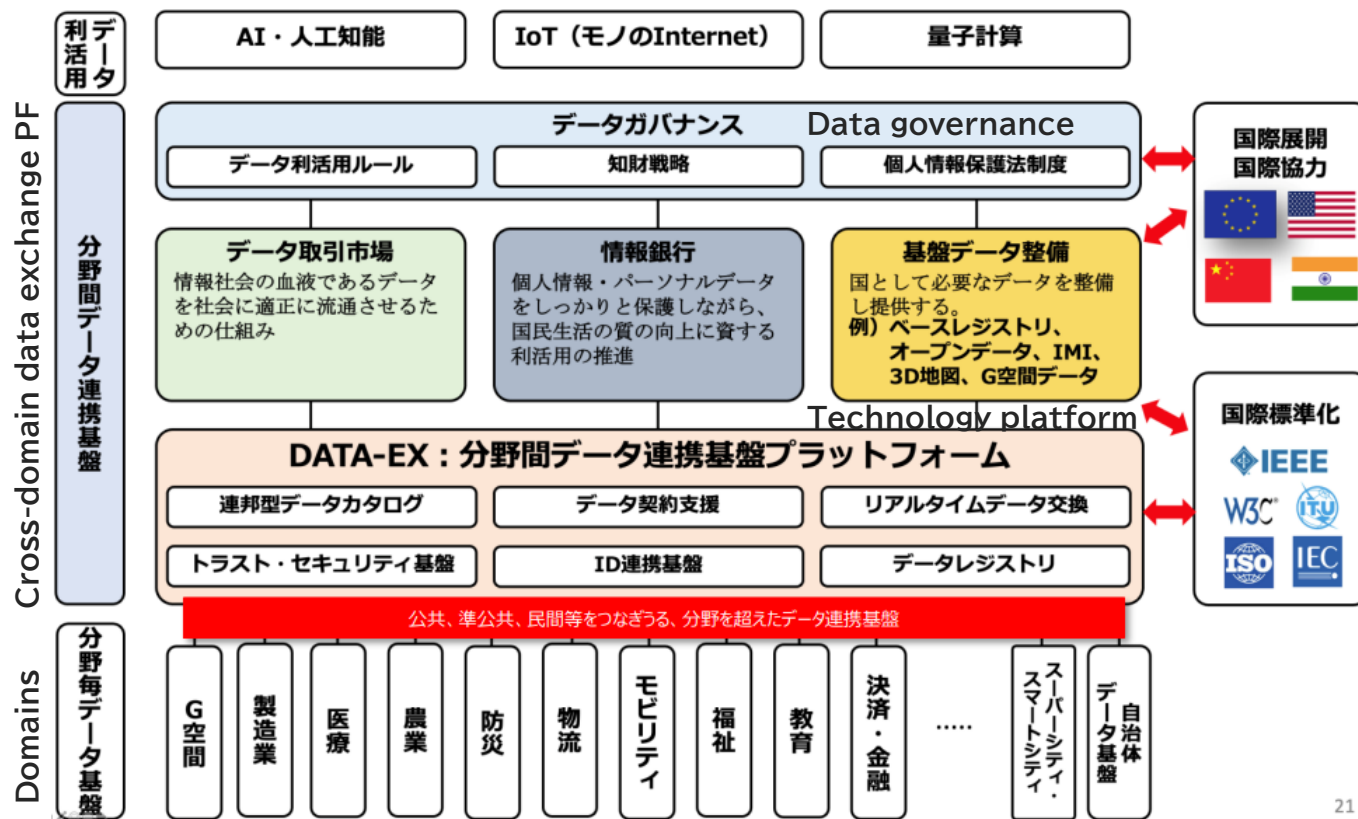 データ
利活用
AI・人工知能
IoT（モノのInternet）
量子計算
Cross-domain data exchange PF
分野間データ連携基盤
データガバナンス
Data governance
データ利活用ルール
知財戦略
個人情報保護法制度
国際展開
国際協力
データ取引市場
情報社会の血液であるデータ
を社会に適正に流通させるた
めの仕組み
情報銀行
個人情報・パーソナルデータ
をしっかりと保護しながら、
国民生活の質の向上に資する
利活用の推進
基盤データ整備
国として必要なデータを整備
し提供する。
例）ベースレジストリ、
オープンデータ、IMI、
3D地図、G空間データ
Technology platform
国際標準化
IEEE
W3C
ITU
ISO
IEC
DATA-EX：分野間データ連携基盤プラットフォーム
連邦型データカタログ
データ契約支援
リアルタイムデータ交換
トラスト・セキュリティ基盤
ID連携基盤
データレジストリ
公共、準公共、民間等をつなぎうる、分野を超えたデータ連携基盤
Domains
分野毎データ基盤
G空間
製造業
医療
農業
防災
物流
モビリティ
福祉
教育
決済・金融
.....
スーパーシティ・
スマートシティ
自治体
データ基盤
21